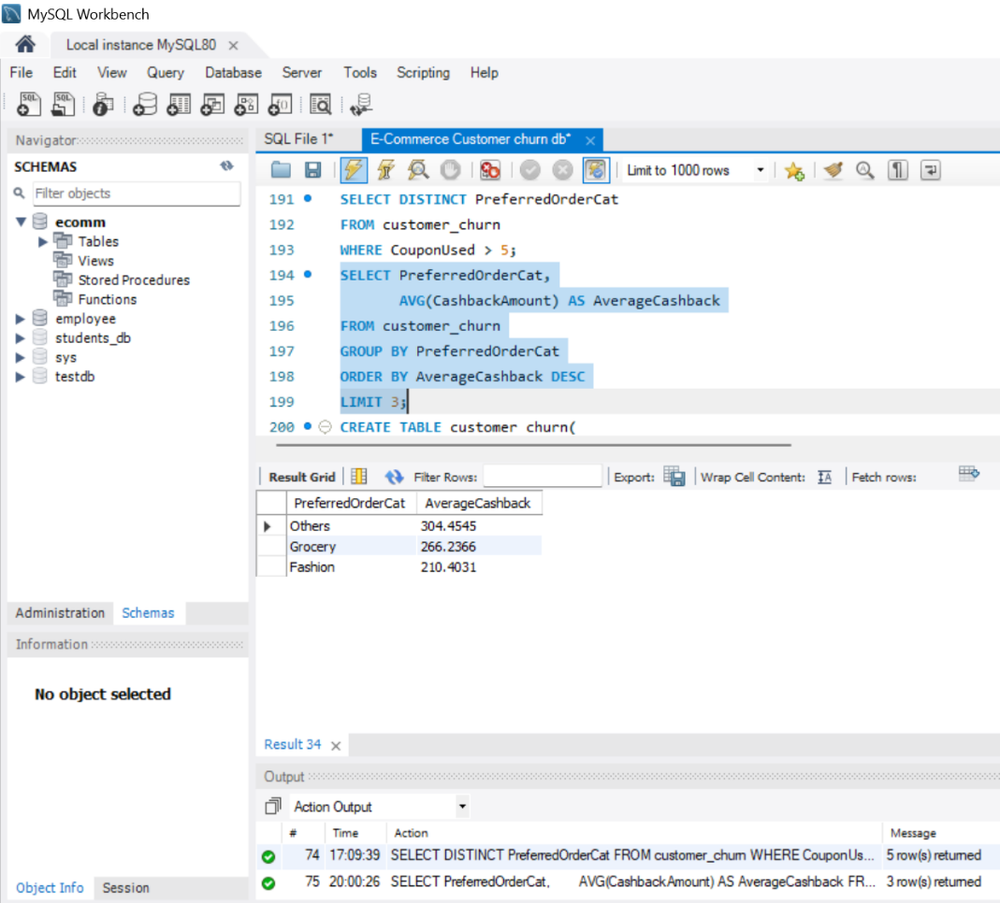 MySQL Workbench
Local instance MySQL80
File Edit View Query Database Server Tools Scripting Help
Navigator
SCHEMAS
Filter objects
ecomm
Tables
Views
Stored Procedures
Functions
employee
students_db
sys
testdb
Administration Schemas
Information
No object selected
Object Info Session
SQL File 1* E-Commerce Customer churn db*
Limit to 1000 rows
191 SELECT DISTINCT PreferredOrderCat
192 FROM customer_churn
193 WHERE CouponUsed > 5;
194 SELECT PreferredOrderCat,
195 AVG(CashbackAmount) AS AverageCashback
196 FROM customer_churn
197 GROUP BY PreferredOrderCat
198 ORDER BY AverageCashback DESC
199 LIMIT 3;
200 CREATE TABLE customer churn(
Result Grid Filter Rows: Export: Wrap Cell Content: Fetch rows:
PreferredOrderCat AverageCashback
Others 304.4545
Grocery 266.2366
Fashion 210.4031
Result 34
Output
Action Output
# Time Action Message
74 17:09:39 SELECT DISTINCT PreferredOrderCat FROM customer_churn WHERE CouponUs... 5 row(s) returned
75 20:00:26 SELECT PreferredOrderCat, AVG(CashbackAmount) AS AverageCashback FR... 3 row(s) returned